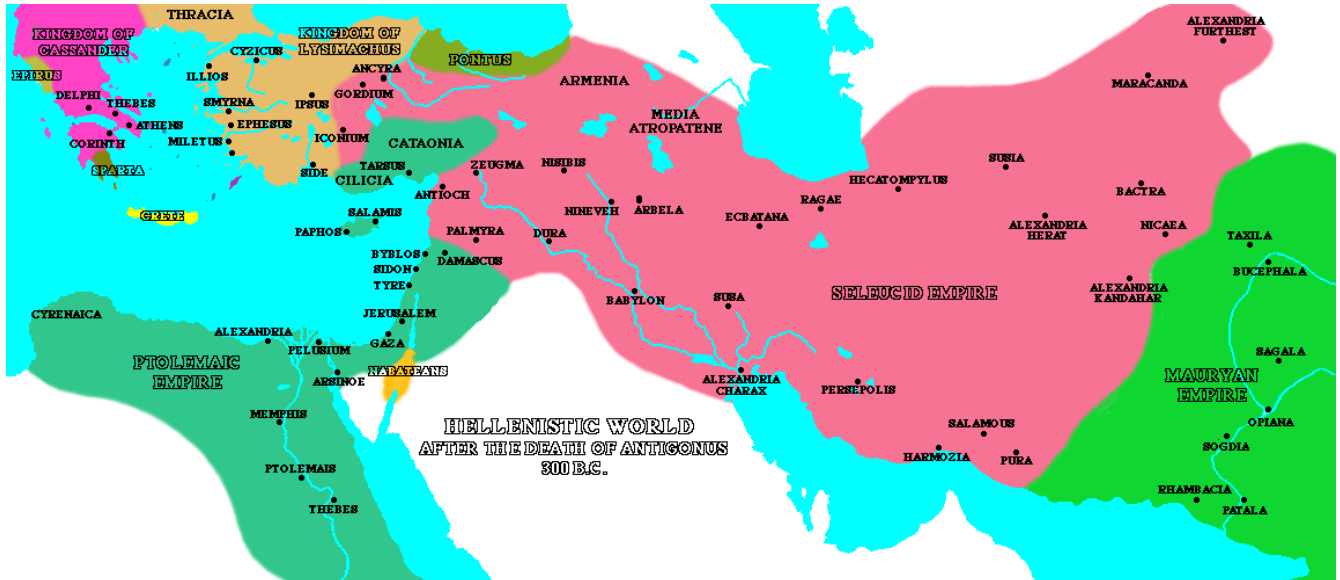 THRACIA
KINGDOM OF
CASSANDER
KINGDOM OF
LYSIMACHUS
ALEXANDRIA
FURTHEST
CYZICUS
ILLIOS
EPIRUS
PONTUS
ANCYRA
GORDIUM
ARMENIA
MARACANDA
DELPHI
THEBES
SMYRNA
IPSUS
MEDIA
ATROPATENE
ATHENS
EPHESUS
CORINTH
MILETUS
ICONIUM
CATAONIA
SPARTA
SIDE
TARSUS
CILICIA
ZEUGMA
NISIBIS
SUSIA
HECATOMPYLUS
BACTRA
ANTIOCH
NINEVEH
ARBELA
RAGAE
ECBATANA
GRETE
SALAMIS
PAPHOS
PALMYRA
DURA
ALEXANDRIA
HERAT
NICAEA
TAXILA
BYBLOS
DAMASCUS
SIDON
BUCEPHALA
TYRE
BABYLON
SUSA
SELEUCID EMPIRE
ALEXANDRIA
KANDAHAR
CYRENAICA
JERUSALEM
ALEXANDRIA
PELUSIUM
GAZA
PTOLEMAIC
EMPIRE
ARSINOE
NABATEANS
ALEXANDRIA
CHARAX
PERSEPOLIS
SAGALA
MAURYAN
EMPIRE
MEMPHIS
HELLENISTIC WORLD
AFTER THE DEATH OF ANTIGONUS
300 B.C.
SALAMOUS
OPIANA
HARMOZIA
PURA
SOGDIA
PTOLEMAIS
THEBES
RHAMBACIA
PATALA